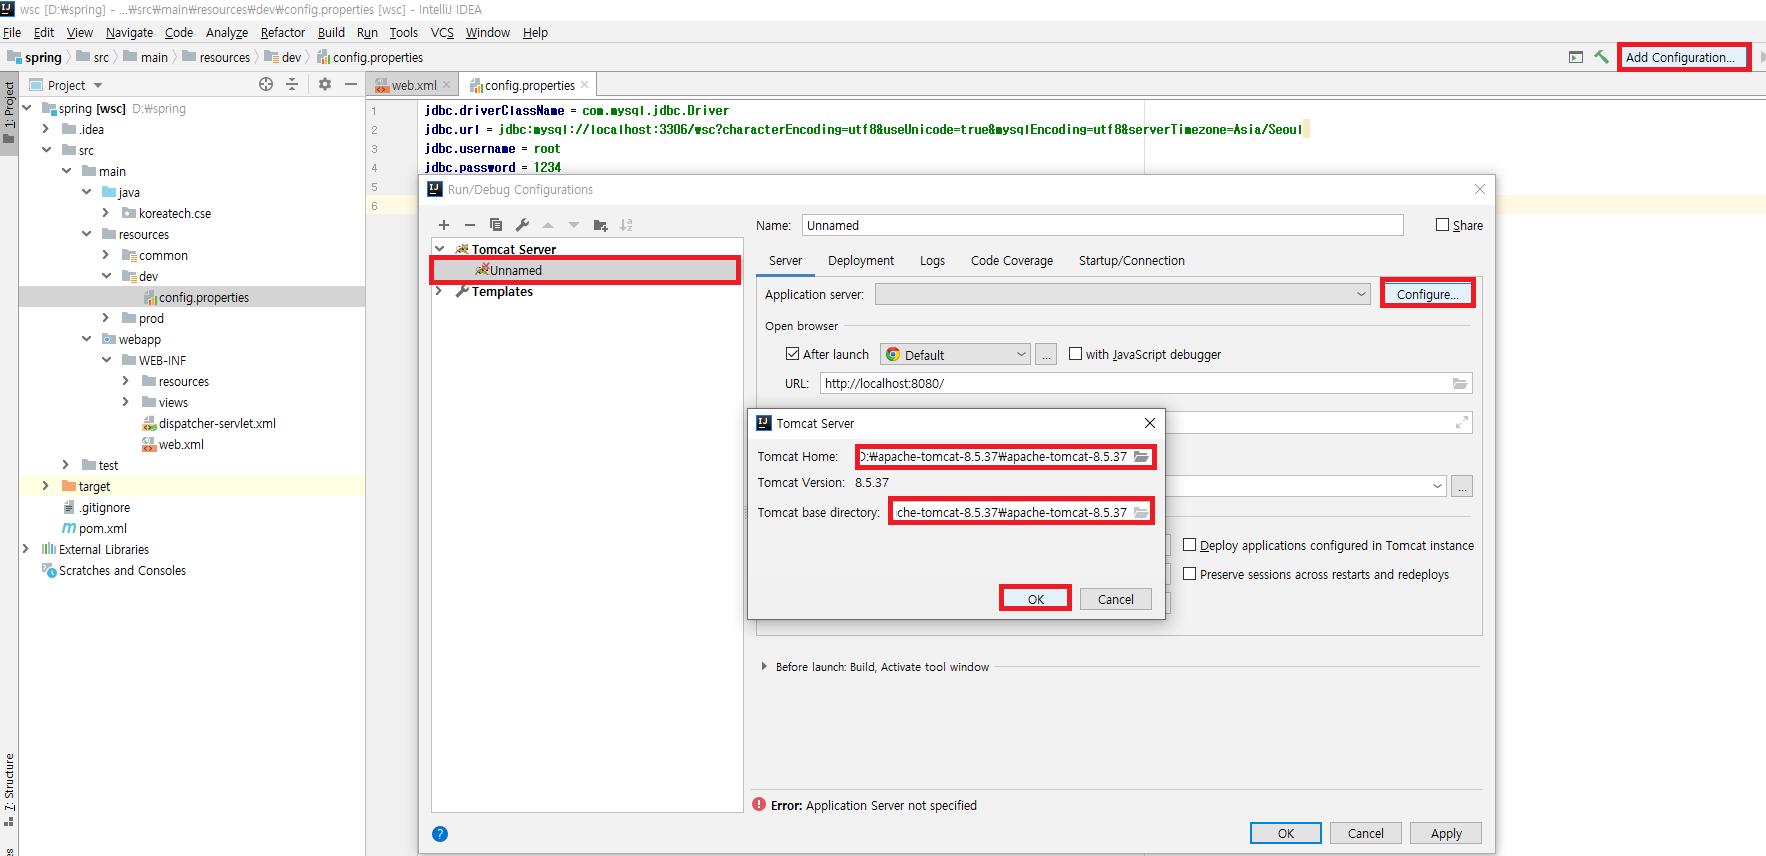 wsc [D:₩spring] - ...₩src₩main₩resources₩dev₩config.properties [wsc] - IntelliJ IDEA
File Edit View Navigate Code Analyze Refactor Build Run Tools VCS Window Help
spring src main resources dev config.properties
Add Configuration...
1: Project
7: Structure
Project
spring [wsc] D:₩spring
.idea
src
main
java
koreatech.cse
resources
common
dev
config.properties
prod
webapp
WEB-INF
resources
views
dispatcher-servlet.xml
web.xml
test
target
.gitignore
pom.xml
External Libraries
Scratches and Consoles
web.xml config.properties
1 jdbc.driverClassName = com.mysql.jdbc.Driver
2 jdbc.url = jdbc:mysql://localhost:3306/wsc?characterEncoding=utf8&useUnicode=true&mysqlEncoding=utf8&serverTimezone=Asia/Seoul
3 jdbc.username = root
4 jdbc.password = 1234
5
6
Run/Debug Configurations
Tomcat Server
Unnamed
Templates
Name: Unnamed Share
Server Deployment Logs Code Coverage Startup/Connection
Application server: Configure...
Open browser
After launch Default ... with JavaScript debugger
URL: http://localhost:8080/
Tomcat Server
Tomcat Home: D:₩apache-tomcat-8.5.37₩apache-tomcat-8.5.37
Tomcat Version: 8.5.37
Tomcat base directory: che-tomcat-8.5.37₩apache-tomcat-8.5.37
OK Cancel
...
Deploy applications configured in Tomcat instance
Preserve sessions across restarts and redeploys
Before launch: Build, Activate tool window
Error: Application Server not specified
?
OK Cancel Apply